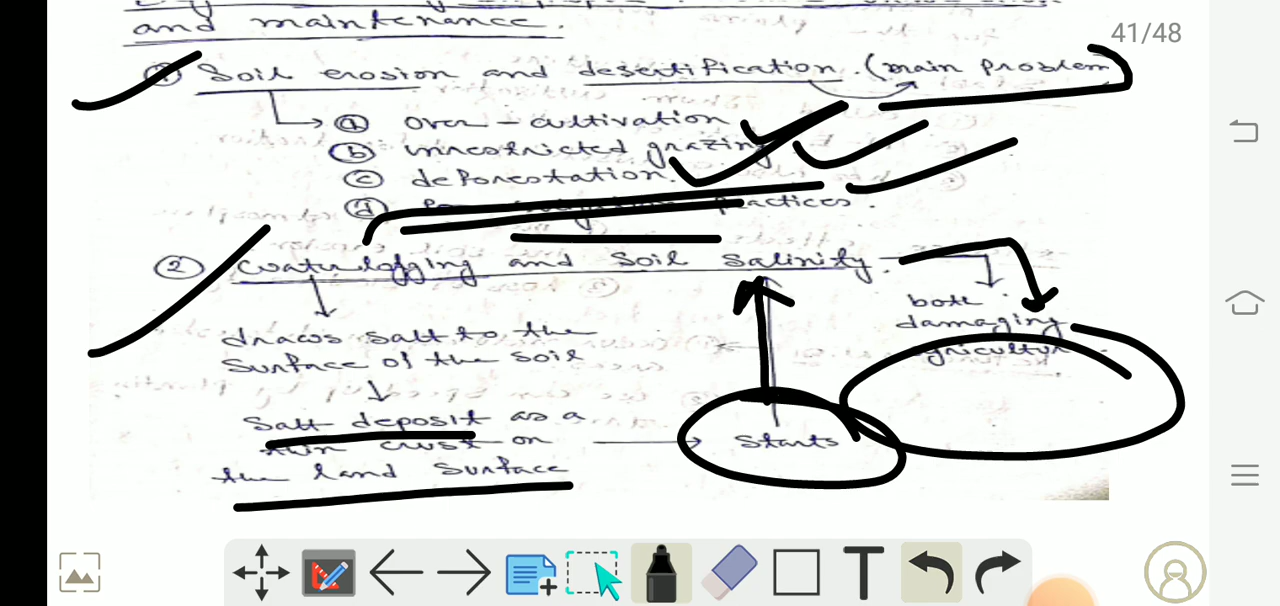 and maintenance.
41/48
① Soil erosion and desertification. (main problem)
ⓐ over-cultivation
ⓑ unrestricted grazing
ⓒ deforestation.
ⓓ practices.
② Waterlogging and Soil Salinity.
both
damaging
agriculture
draws salt to the
Surface of the soil
Salt deposit as a
thin crust on
the land Surface
Starts
T